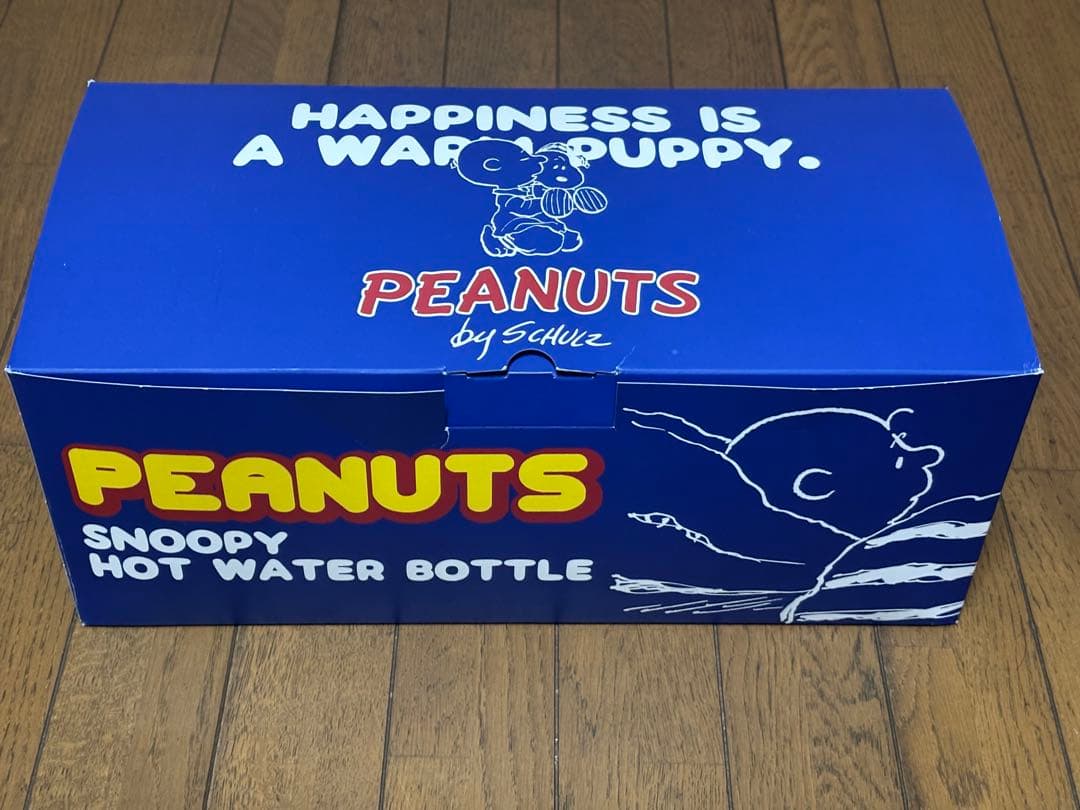 HAPPINESS IS
A WARM PUPPY.
PEANUTS
by SCHULZ
PEANUTS
SNOOPY
HOT WATER BOTTLE